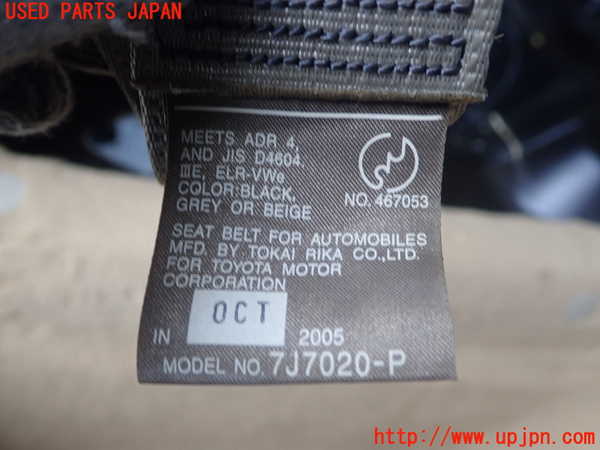 USED PARTS JAPAN
MEETS ADR 4,
AND JIS D4604,
ⅢE, ELR-VWe
COLOR:BLACK,
GREY OR BEIGE
NO. 467053
SEAT BELT FOR AUTOMOBILES
MFD. BY TOKAI RIKA CO.,LTD.
FOR TOYOTA MOTOR
CORPORATION
IN OCT 2005
MODEL NO. 7J7020-P
http://www.upjpn.com/